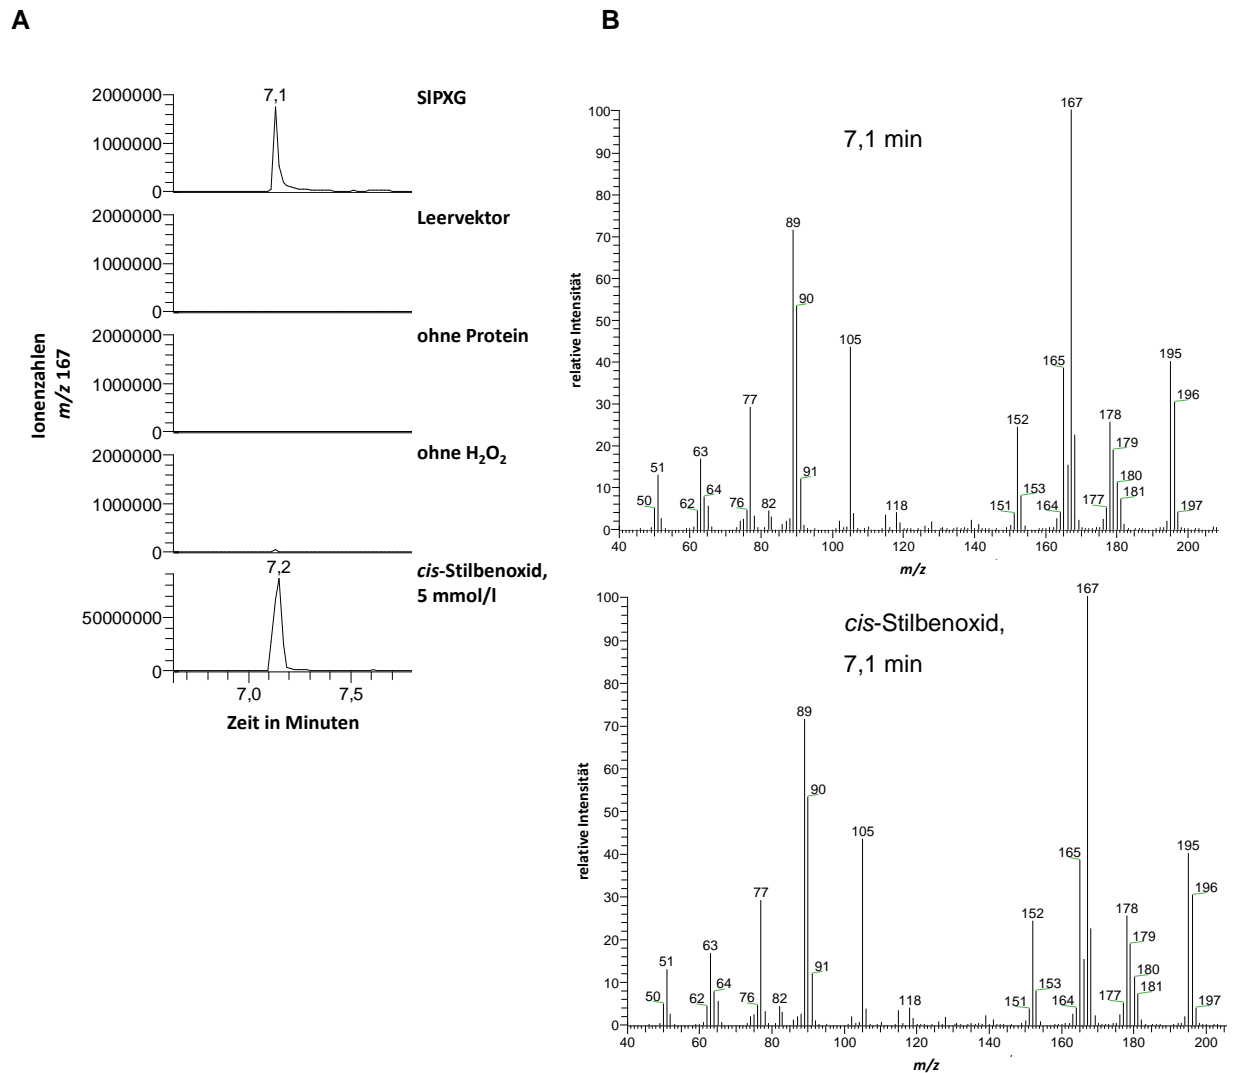 A
2000000
1000000
0
7,1
SlPXG
2000000
1000000
0
Leervektor
2000000
1000000
0
ohne Protein
2000000
1000000
0
ohne H₂O₂
50000000
0
7,2
cis-Stilbenoxid,
5 mmol/l
7,0 7,5
Zeit in Minuten
Ionenzahlen
m/z 167
B
7,1 min
relative Intensität
100
90
80
70
60
50
40
30
20
10
0
50 51 62 63 64 76 77 82 89 90 91 105 118 151 152 153 164 165 167 177 178 179 180 181 195 196 197
40 60 80 100 120 140 160 180 200
m/z
cis-Stilbenoxid,
7,1 min
relative Intensität
100
90
80
70
60
50
40
30
20
10
0
50 51 62 63 64 76 77 82 89 90 91 105 118 151 152 153 164 165 167 177 178 179 180 181 195 196 197
40 60 80 100 120 140 160 180 200
m/z